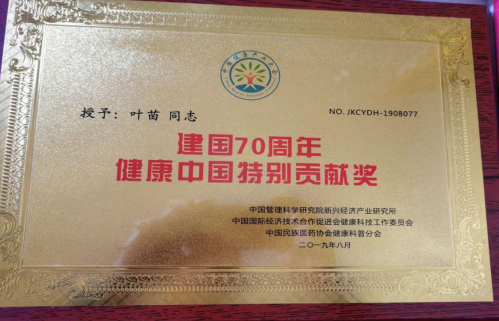 授予：叶苗 同志
NO. JKCYDH-1908077
建国70周年
健康中国特别贡献奖
中国管理科学研究院新兴经济产业研究所
中国国际经济技术合作促进会健康科技工作委员会
中国民族医药协会健康科普分会
二〇一九年八月